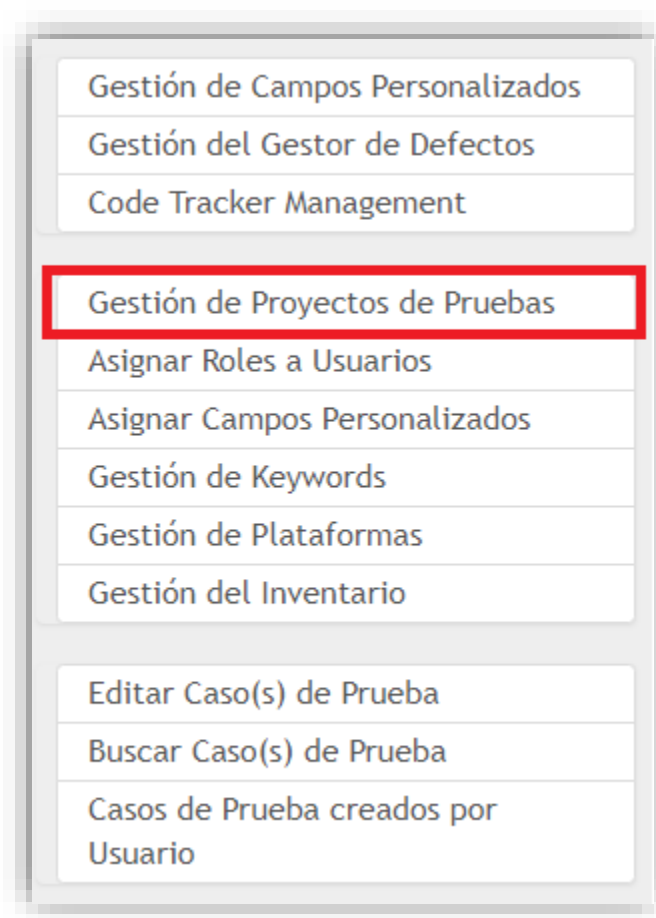 Gestión de Campos Personalizados
Gestión del Gestor de Defectos
Code Tracker Management
Gestión de Proyectos de Pruebas
Asignar Roles a Usuarios
Asignar Campos Personalizados
Gestión de Keywords
Gestión de Plataformas
Gestión del Inventario
Editar Caso(s) de Prueba
Buscar Caso(s) de Prueba
Casos de Prueba creados por
Usuario